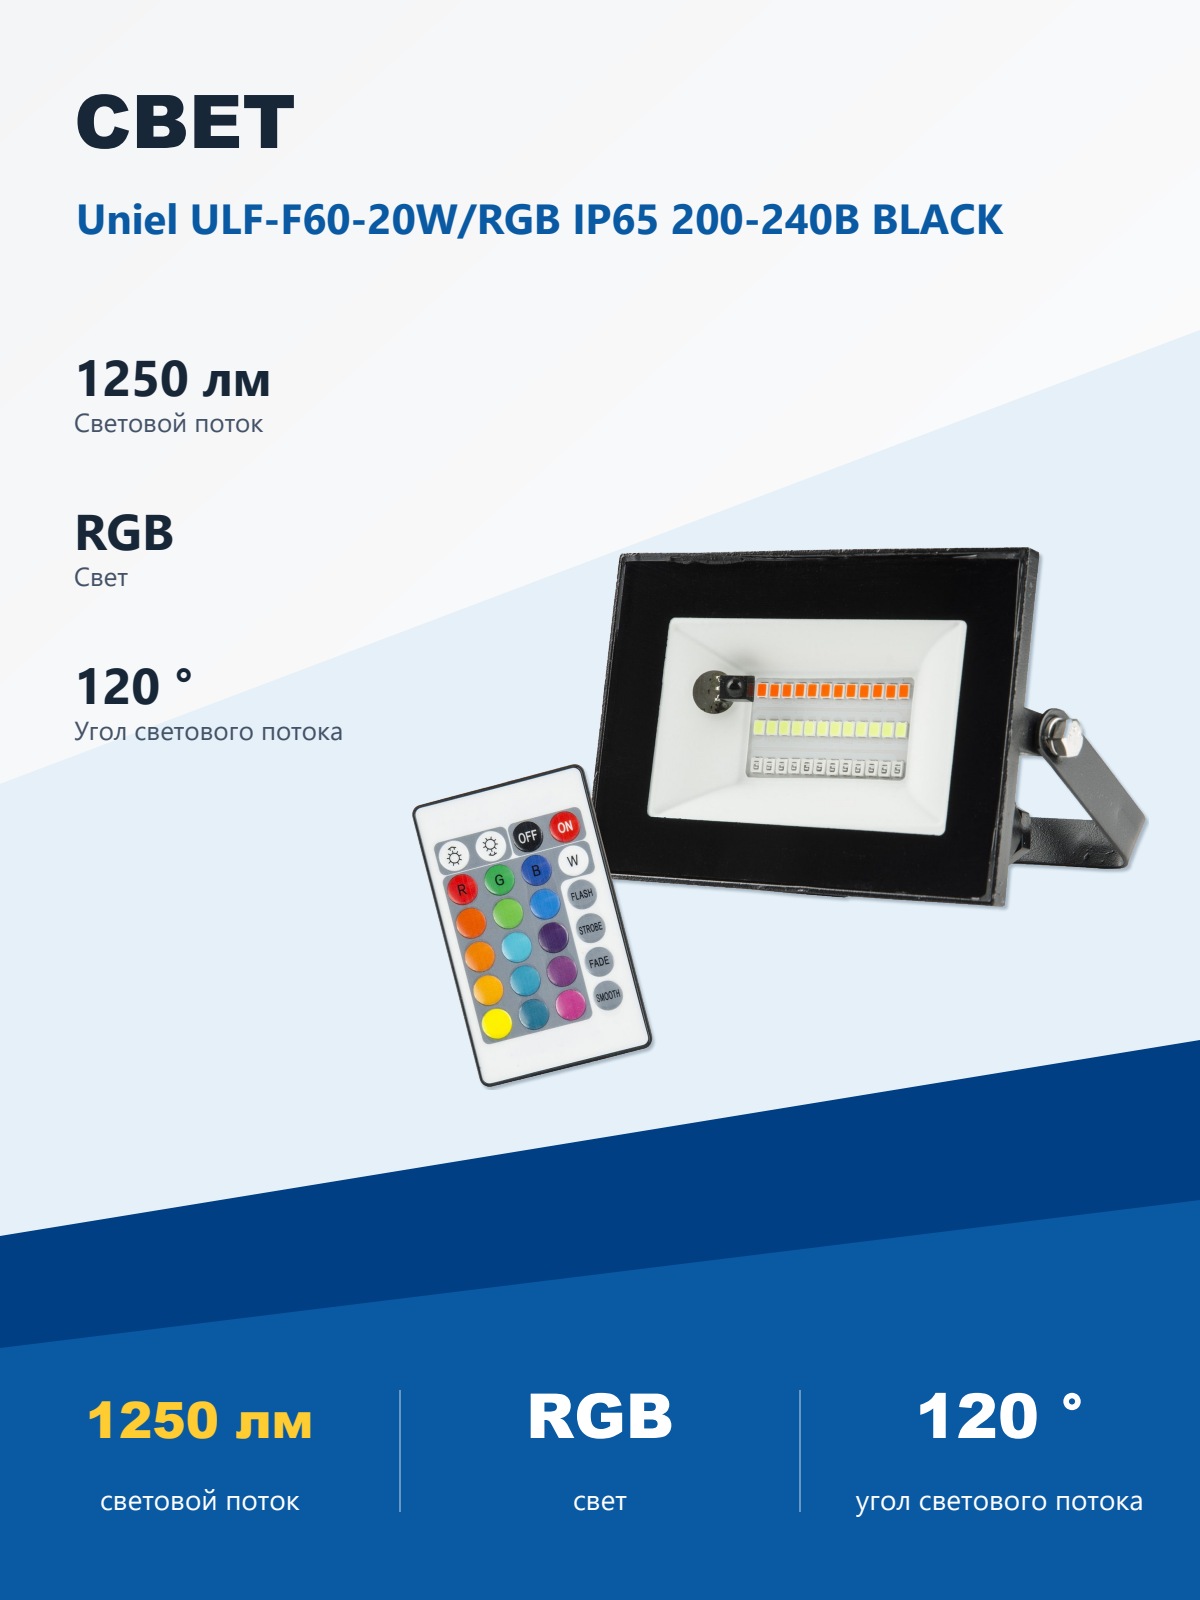 СВЕТ
Uniel ULF-F60-20W/RGB IP65 200-240В BLACK
1250 лм
Световой поток
RGB
Свет
120 °
Угол светового потока
OFF ON
R G B W
FLASH
STROBE
FADE
SMOOTH
1250 лм
световой поток
RGB
свет
120 °
угол светового потока